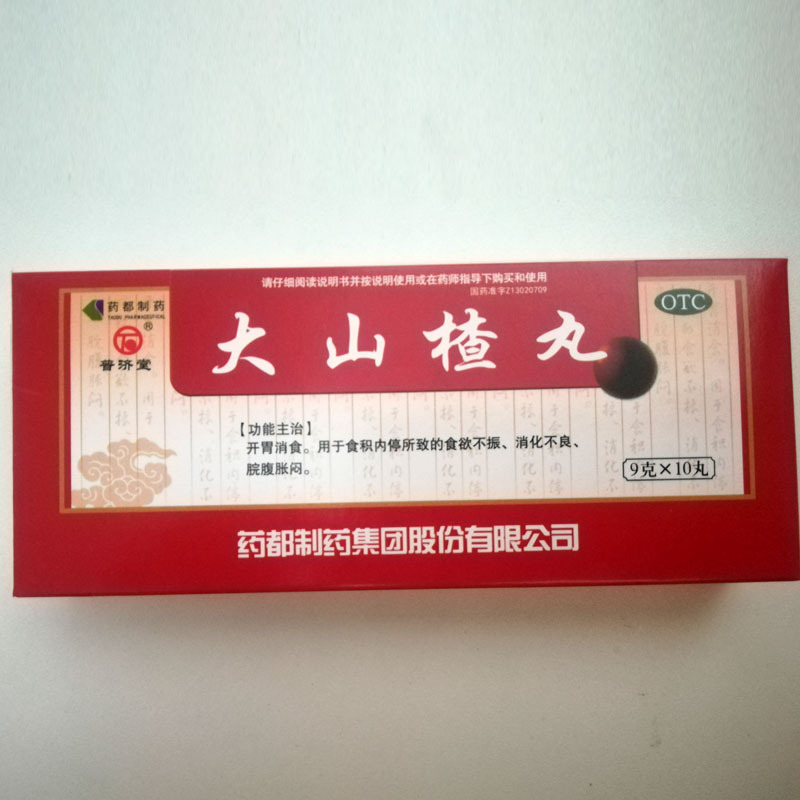 请仔细阅读说明书并按说明使用或在药师指导下购买和使用
国药准字Z13020709
药都制药
YAODU PHARMACEUTICAL
®
普济堂
大山楂丸
OTC
【功能主治】
开胃消食。用于食积内停所致的食欲不振、消化不良、
脘腹胀闷。
9克×10丸
药都制药集团股份有限公司